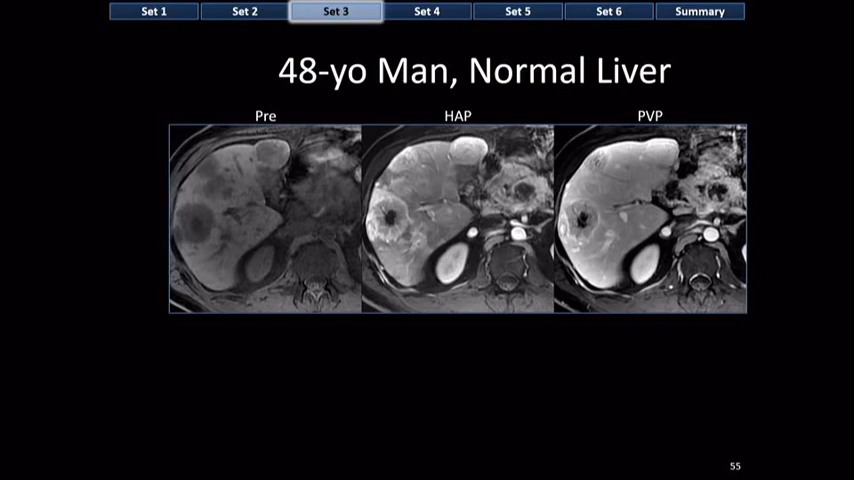 Set 1 Set 2 Set 3 Set 4 Set 5 Set 6 Summary
48-yo Man, Normal Liver
Pre HAP PVP
55